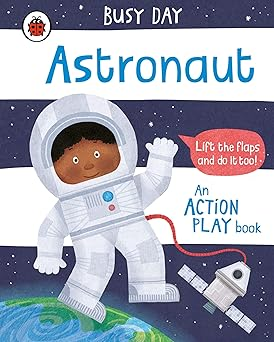 BUSY DAY
Astronaut
Lift the flaps
and do it too!
An
ACTION
PLAY book